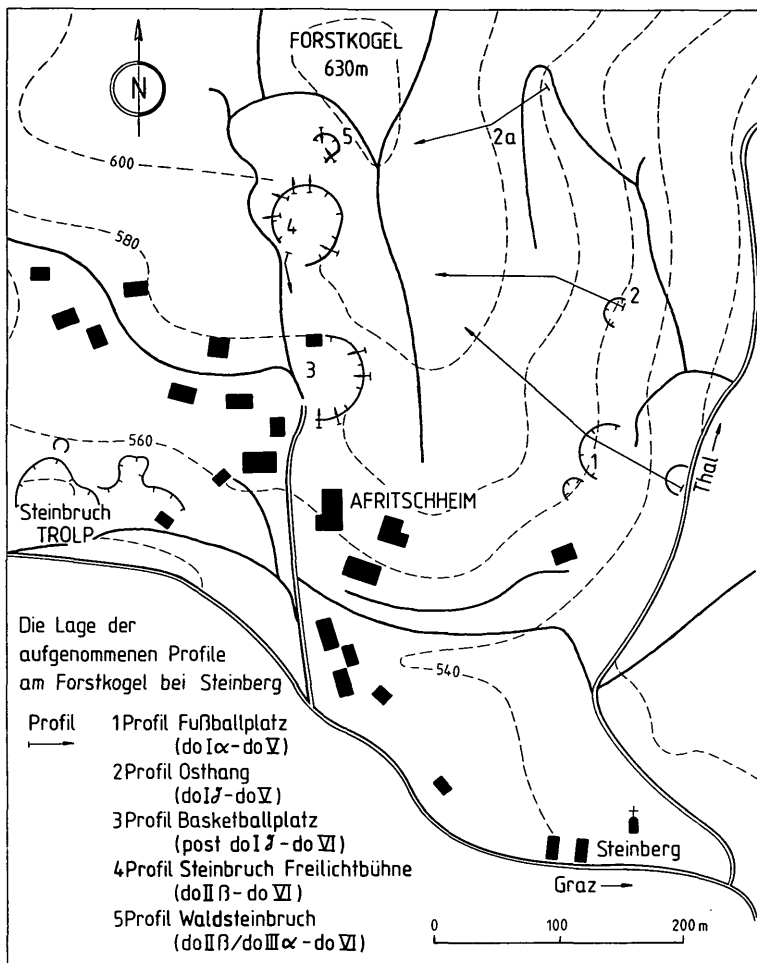 FORSTKOGEL
630m
N
5
2a
600
4
580
2
3
560
1
Thal
Steinbruch
TROLP
AFRITSCHHEIM
Die Lage der
aufgenommenen Profile
am Forstkogel bei Steinberg
540
Profil
1 Profil Fußballplatz
(do I α - do V)
2 Profil Osthang
(do I δ - do V)
3 Profil Basketballplatz
(post do I δ - do VI)
4 Profil Steinbruch Freilichtbühne
(do II β - do VI)
5 Profil Waldsteinbruch
(do II β / do III α - do VI)
Steinberg
Graz
0 100 200 m